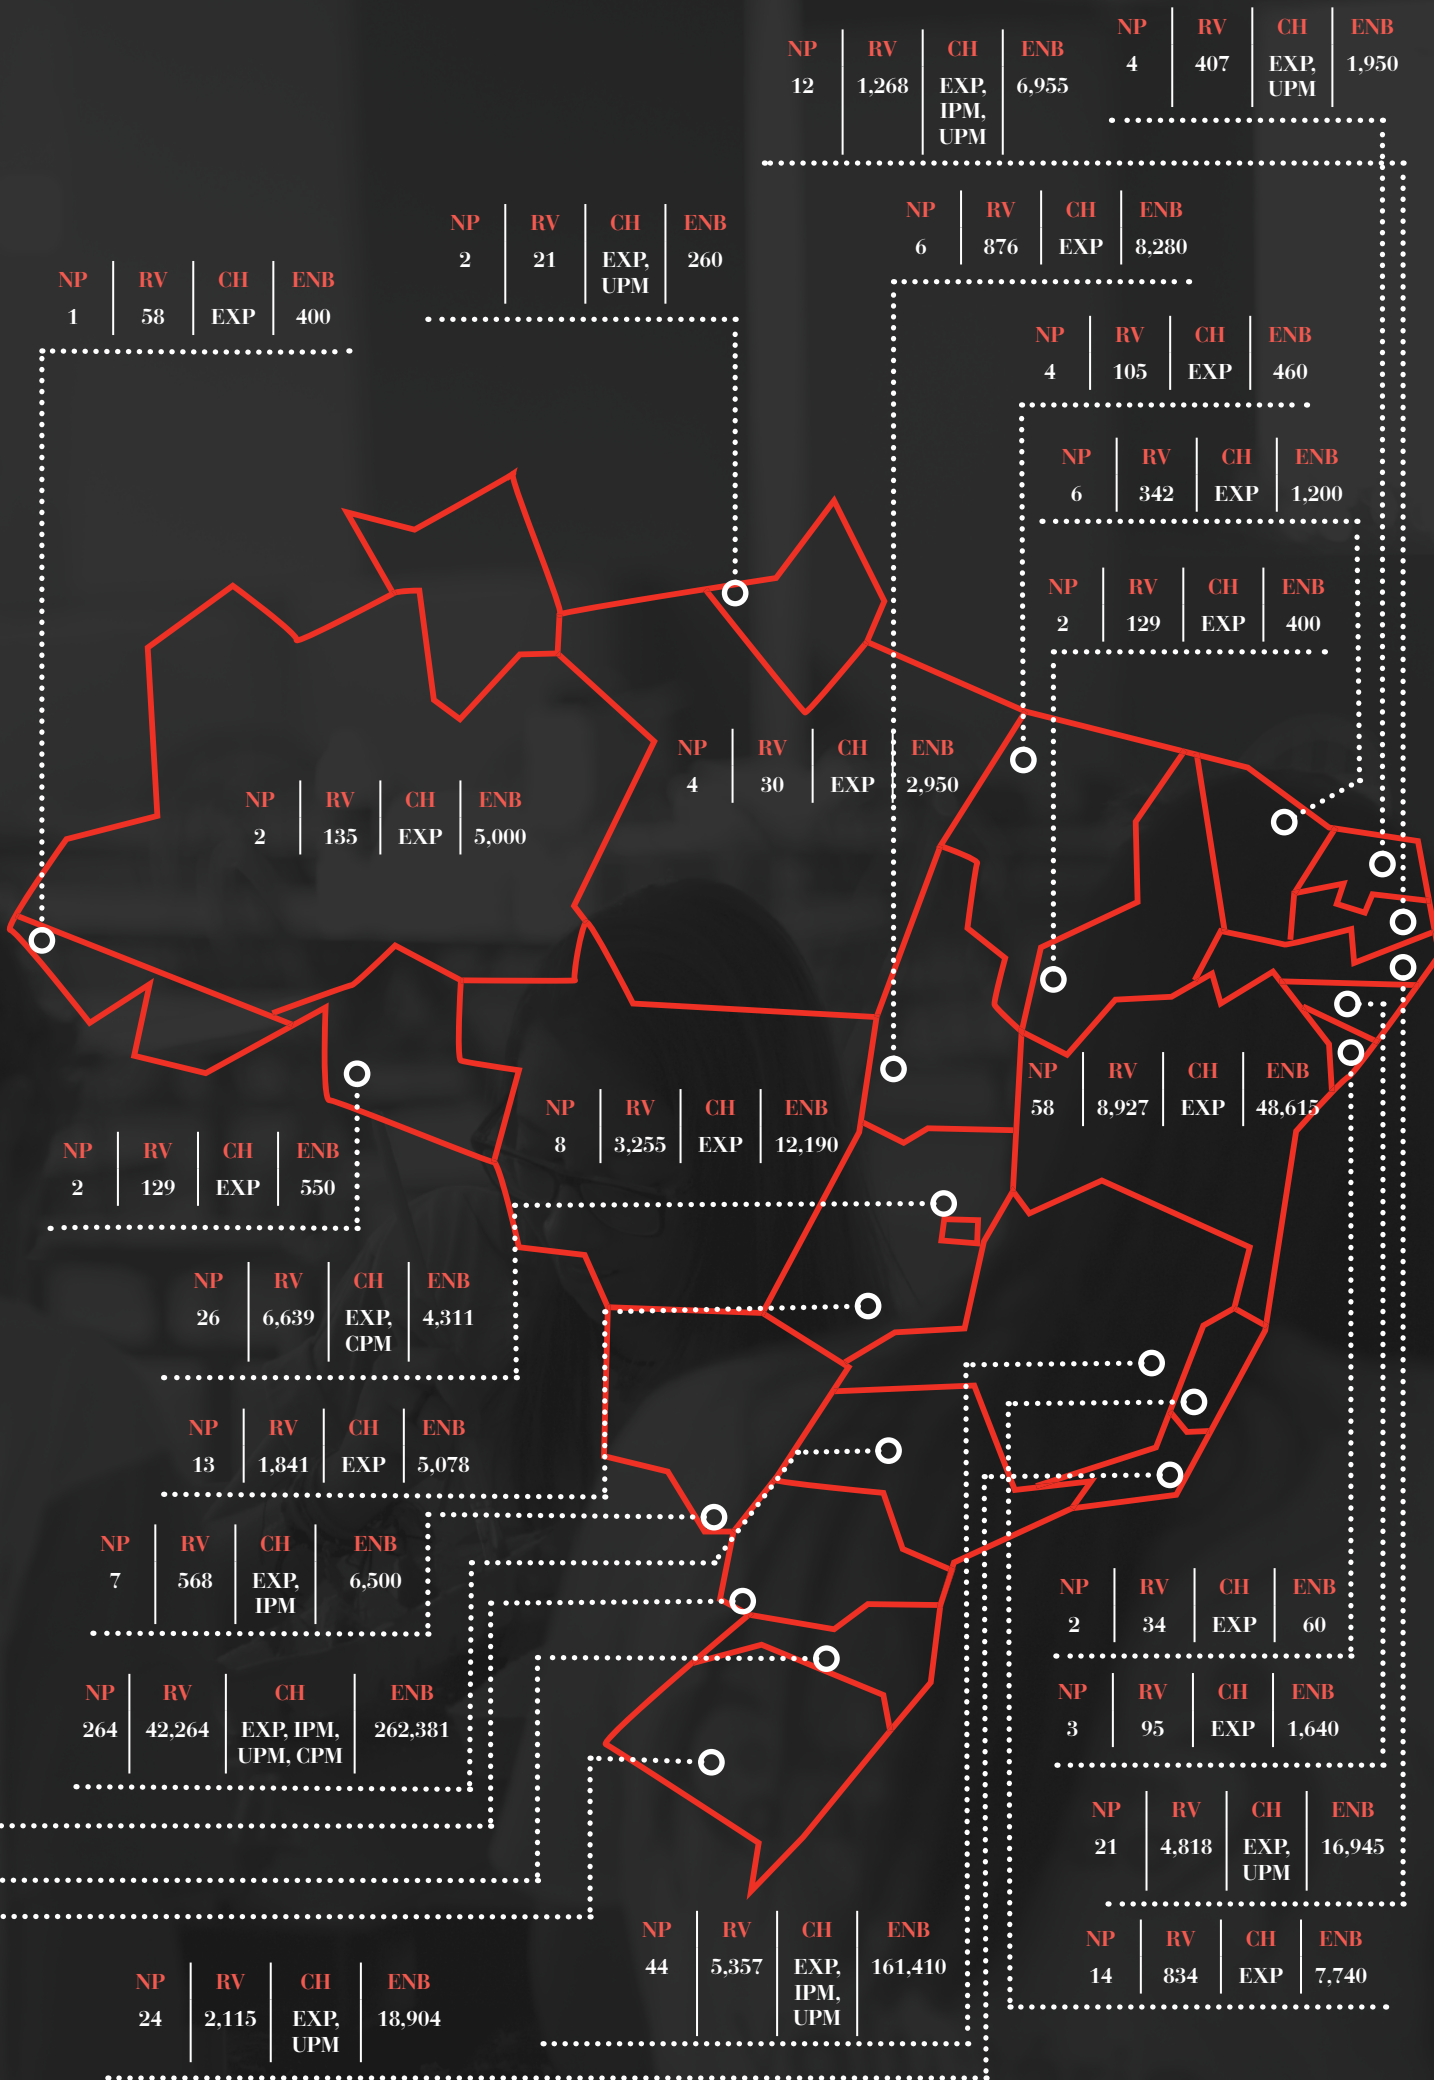 NP RV CH ENB
4 407 EXP, 1,950
UPM
NP RV CH ENB
12 1,268 EXP, 6,955
IPM,
UPM
NP RV CH ENB
6 876 EXP 8,280
NP RV CH ENB
2 21 EXP, 260
UPM
NP RV CH ENB
1 58 EXP 400
NP RV CH ENB
4 105 EXP 460
NP RV CH ENB
6 342 EXP 1,200
NP RV CH ENB
2 129 EXP 400
NP RV CH ENB
4 30 EXP 2,950
NP RV CH ENB
2 135 EXP 5,000
NP RV CH ENB
58 8,927 EXP 48,615
NP RV CH ENB
8 3,255 EXP 12,190
NP RV CH ENB
2 129 EXP 550
NP RV CH ENB
26 6,639 EXP, 4,311
CPM
NP RV CH ENB
13 1,841 EXP 5,078
NP RV CH ENB
7 568 EXP, 6,500
IPM
NP RV CH ENB
2 34 EXP 60
NP RV CH ENB
264 42,264 EXP, IPM, 262,381
UPM, CPM
NP RV CH ENB
3 95 EXP 1,640
NP RV CH ENB
21 4,818 EXP, 16,945
UPM
NP RV CH ENB
44 5,357 EXP, 161,410
IPM,
UPM
NP RV CH ENB
14 834 EXP 7,740
NP RV CH ENB
24 2,115 EXP, 18,904
UPM